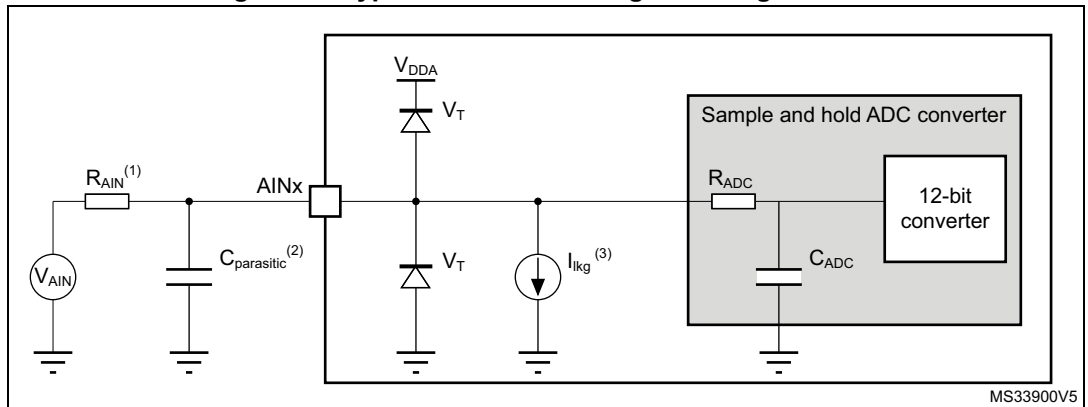 V_DDA
V_T
Sample and hold ADC converter
R_AIN^(1)
AINx
R_ADC
12-bit
converter
V_AIN
C_parasitic^(2)
V_T
I_lkg^(3)
C_ADC
MS33900V5